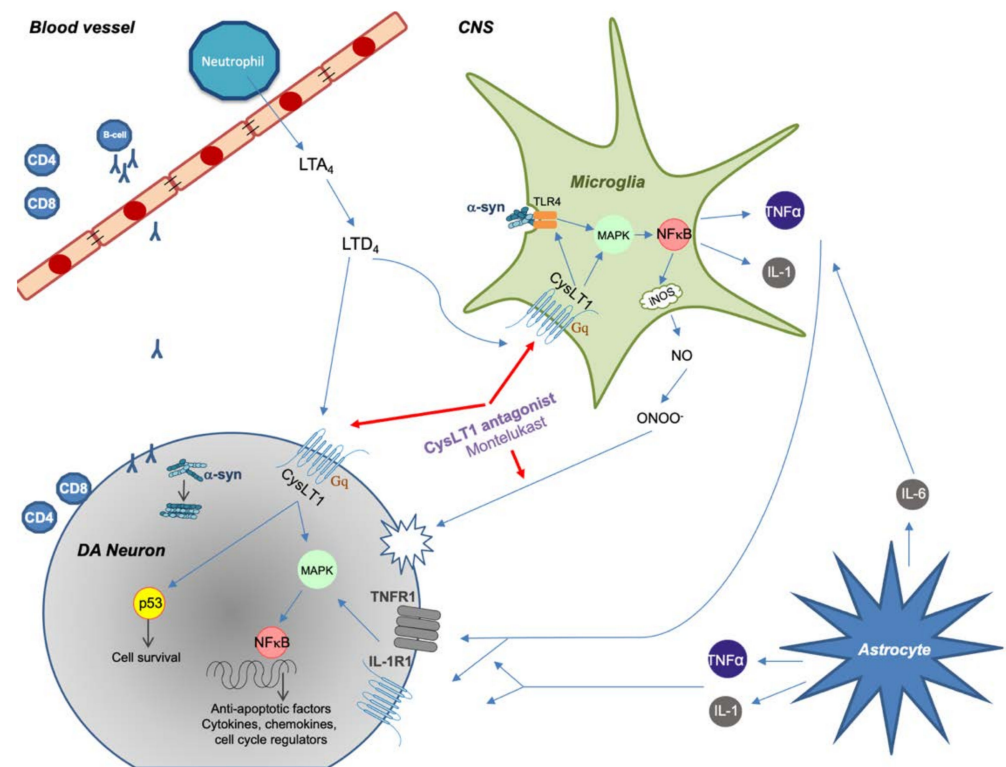 Blood vessel
CNS
Neutrophil
B-cell
CD4
CD8
LTA4
LTD4
Microglia
α-syn
TLR4
MAPK
NFκB
TNFα
IL-1
iNOS
CysLT1
Gq
NO
ONOO-
CysLT1 antagonist
Montelukast
CysLT1
Gq
α-syn
CD8
CD4
DA Neuron
MAPK
p53
NFκB
Cell survival
TNFR1
IL-1R1
Anti-apoptotic factors
Cytokines, chemokines,
cell cycle regulators
IL-6
Astrocyte
TNFα
IL-1